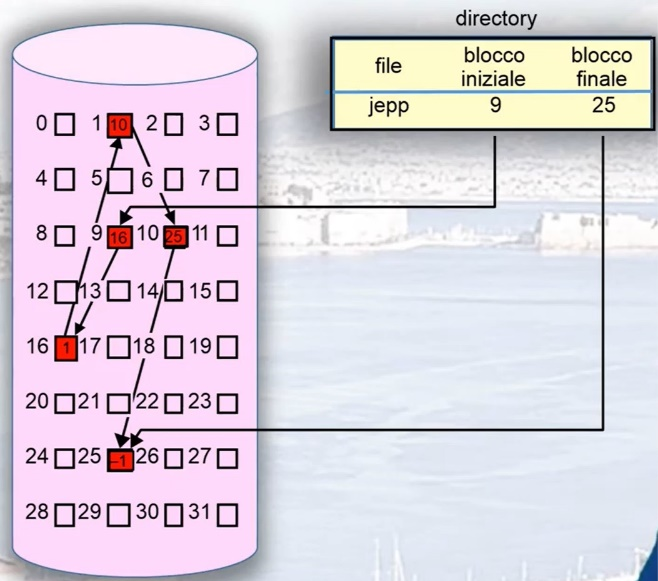 directory
file blocco iniziale blocco finale
jepp 9 25
0 1 10 2 3
4 5 6 7
8 9 16 10 25 11
12 13 14 15
16 1 17 18 19
20 21 22 23
24 25 -1 26 27
28 29 30 31